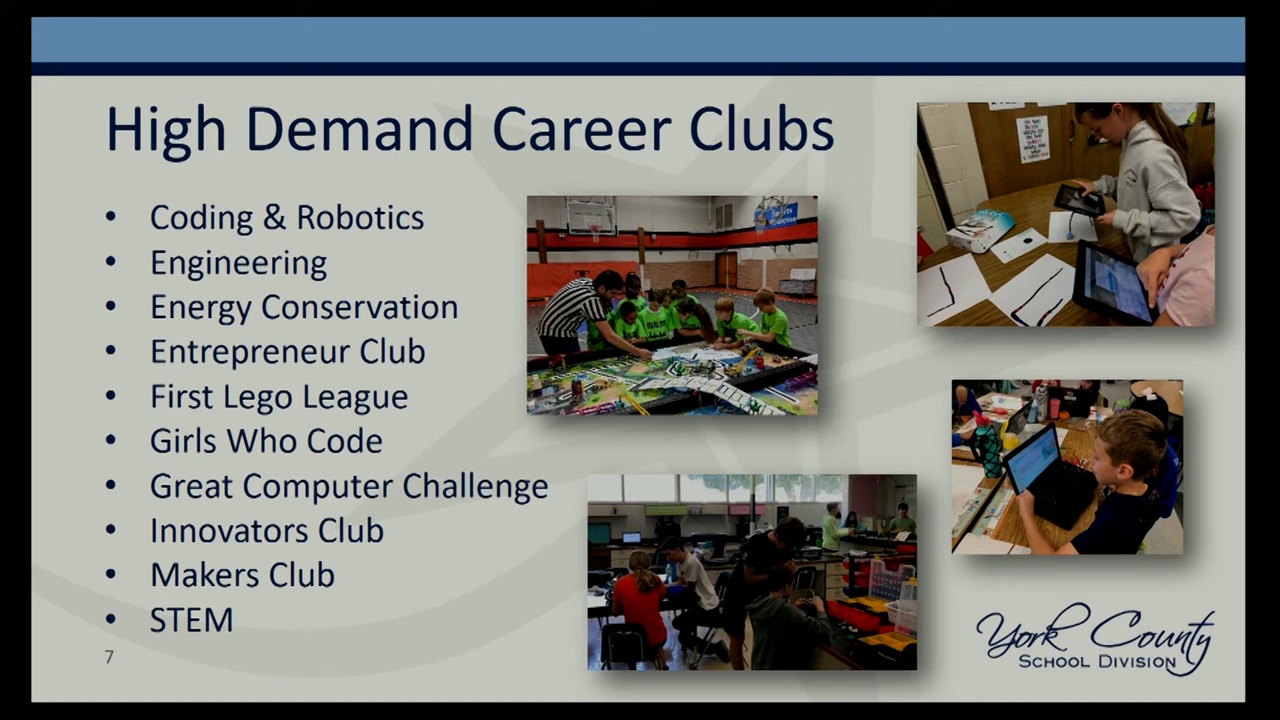 High Demand Career Clubs
• Coding & Robotics
• Engineering
• Energy Conservation
• Entrepreneur Club
• First Lego League
• Girls Who Code
• Great Computer Challenge
• Innovators Club
• Makers Club
• STEM
7
York County
SCHOOL DIVISION